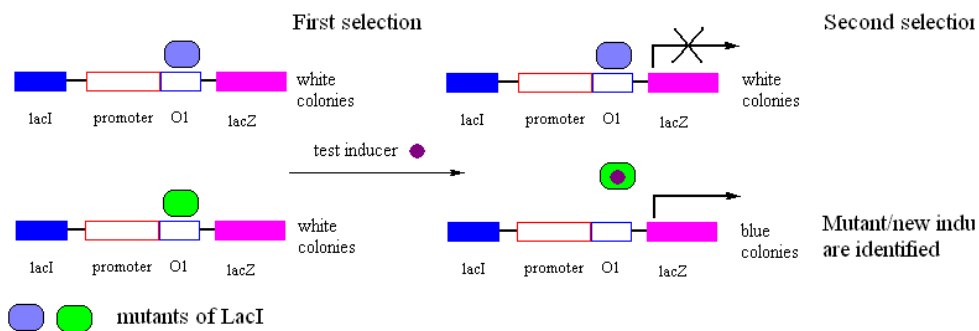 First selection
Second selection
white
colonies
lacI promoter O1 lacZ
white
colonies
lacI promoter O1 lacZ
test inducer
white
colonies
lacI promoter O1 lacZ
blue
colonies
lacI promoter O1 lacZ
Mutant/new indu
are identified
mutants of LacI